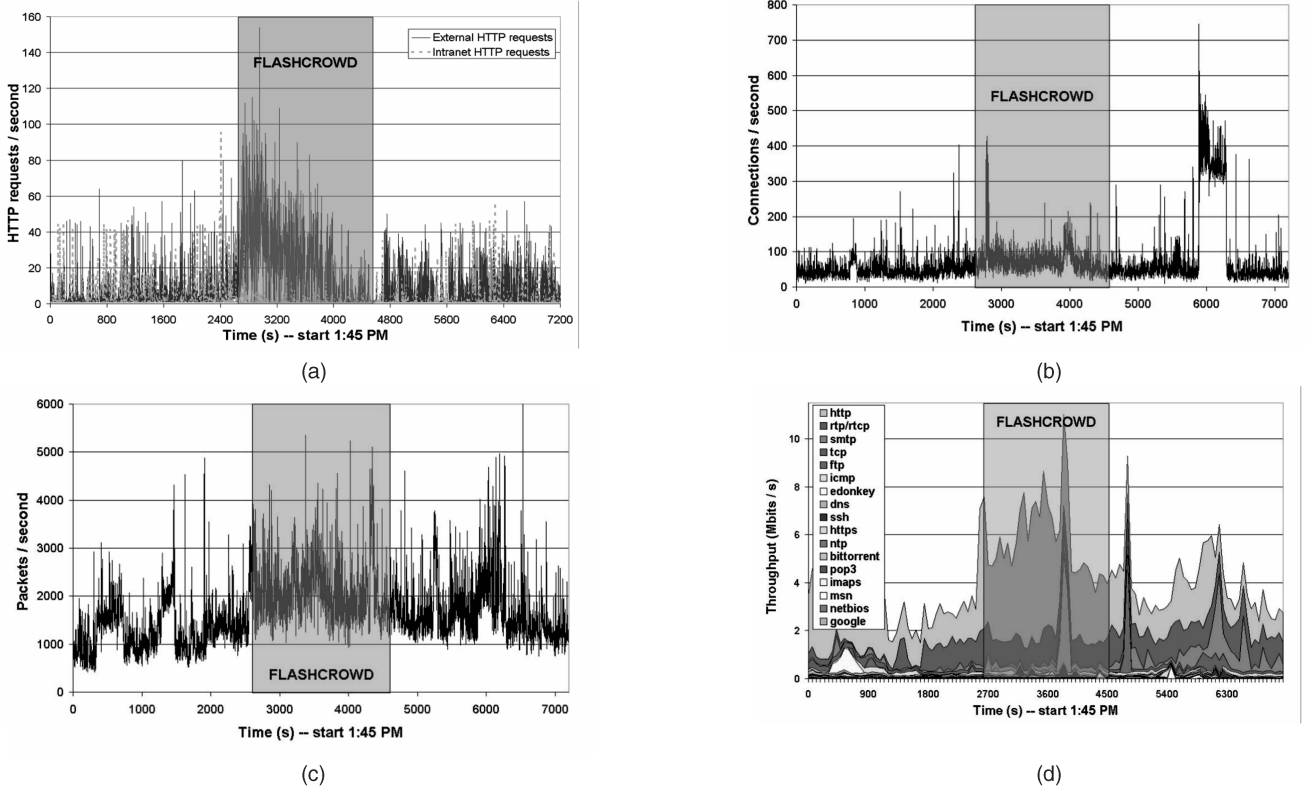 160
140
120
100
80
60
40
20
0
HTTP requests / second
External HTTP requests
Intranet HTTP requests
FLASHCROWD
0 800 1600 2400 3200 4000 4800 5600 6400 7200
Time (s) -- start 1:45 PM
(a)
800
700
600
500
400
300
200
100
0
Connections / second
FLASHCROWD
0 1000 2000 3000 4000 5000 6000 7000
Time (s) -- start 1:45 PM
(b)
6000
5000
4000
3000
2000
1000
0
Packets / second
FLASHCROWD
0 1000 2000 3000 4000 5000 6000 7000
Time (s) -- start 1:45 PM
(c)
10
8
6
4
2
0
Throughput (Mbits / s)
http
rtp/rtcp
smtp
tcp
ftp
icmp
edonkey
dns
ssh
https
ntp
bittorrent
pop3
imaps
msn
netbios
google
FLASHCROWD
0 900 1800 2700 3600 4500 5400 6300
Time (s) -- start 1:45 PM
(d)